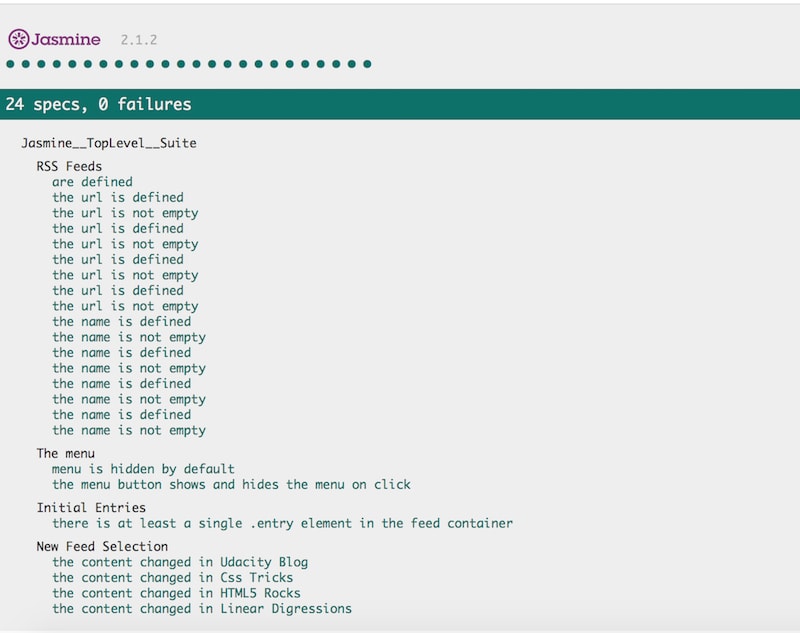 Jasmine 2.1.2
24 specs, 0 failures
Jasmine__TopLevel__Suite
RSS Feeds
are defined
the url is defined
the url is not empty
the url is defined
the url is not empty
the url is defined
the url is not empty
the url is defined
the url is not empty
the name is defined
the name is not empty
the name is defined
the name is not empty
the name is defined
the name is not empty
the name is defined
the name is not empty
The menu
menu is hidden by default
the menu button shows and hides the menu on click
Initial Entries
there is at least a single .entry element in the feed container
New Feed Selection
the content changed in Udacity Blog
the content changed in Css Tricks
the content changed in HTML5 Rocks
the content changed in Linear Digressions